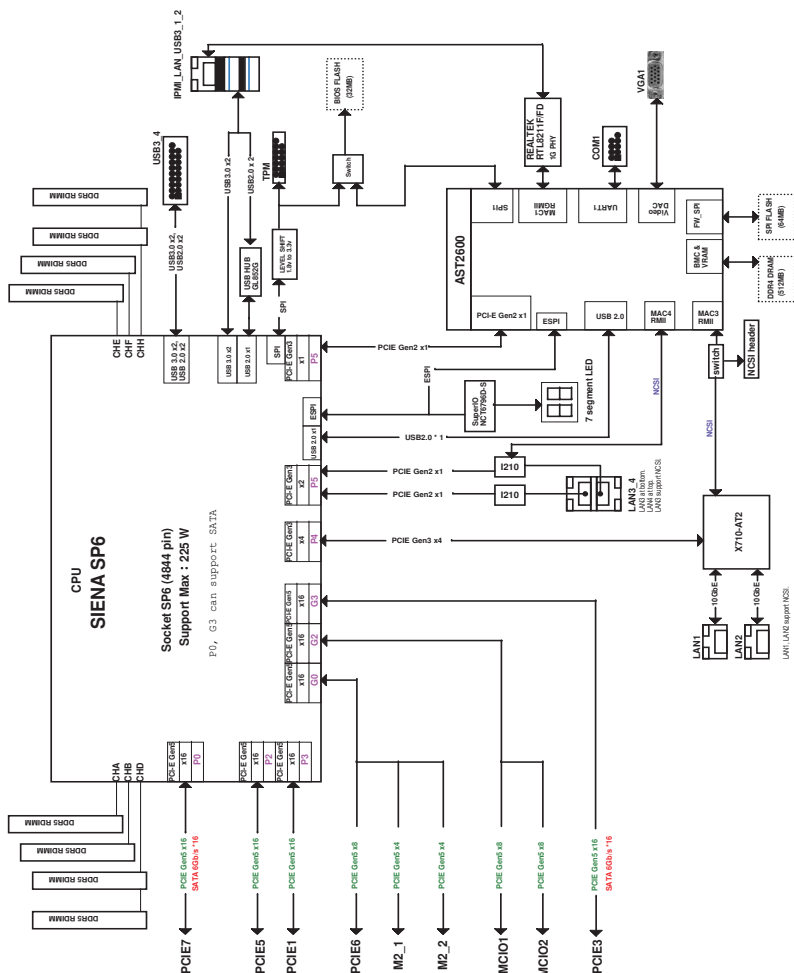 IPMI_LAN_USB3_1_2
USB3_4
USB3.0 x2,
USB2.0 x2
USB3.0 x2
USB2.0 x 2
USB HUB
GL852G
TPM
LEVEL SHIFT
1.8v to 3.3v
SPI
BIOS FLASH
(32MB)
Switch
REALTEK
RTL8211F/FD
1G PHY
COM1
VGA1
DDR5 RDIMM
DDR5 RDIMM
DDR5 RDIMM
CHE
CHF
CHH
AST2600
SPI1
MAC1
RGMII
UART1
Video
DAC
FW_SPI
BMC &
VRAM
PCI-E Gen2 x1
ESPI
USB 2.0
MAC4
RMII
MAC3
RMII
SPI FLASH
(64MB)
DDR4 DRAM
(512MB)
switch
NCSI header
CPU
SIENA SP6
Socket SP6 (4844 pin)
Support Max : 225 W
P0, G3 can support SATA
USB 3.0 x2,
USB 2.0 x2
USB 3.0 x2
USB 2.0 x1
SPI
PCI-E Gen3
x1
P5
ESPI
USB 2.0 x1
PCI-E Gen3
x2
P5
PCI-E Gen3
x4
P4
PCI-E Gen5
x16
G3
PCI-E Gen5
x16
G2
PCI-E Gen5
x16
G0
PCI-E Gen5
x16
P0
PCI-E Gen5
x16
P2
PCI-E Gen5
x16
P3
PCIE Gen2 x1
ESPI
SuperIO
NCT6796D-S
7 segment LED
USB2.0 * 1
NCSI
NCSI
PCIE Gen2 x1
I210
PCIE Gen2 x1
I210
LAN3_4
LAN3 at bottom.
LAN4 at top.
LAN3 support NCSI.
PCIE Gen3 x4
X710-AT2
10GbE
10GbE
LAN1
LAN2
LAN1, LAN2 support NCSI.
CHA
CHB
CHD
DDR5 RDIMM
DDR5 RDIMM
DDR5 RDIMM
DDR5 RDIMM
PCIE Gen5 x16
SATA 6Gb/s *16
PCIE7
PCIE Gen5 x16
PCIE5
PCIE Gen5 x16
PCIE1
PCIE Gen5 x8
PCIE6
PCIE Gen5 x4
M2_1
PCIE Gen5 x4
M2_2
PCIE Gen5 x8
MCIO1
PCIE Gen5 x8
MCIO2
PCIE Gen5 x16
SATA 6Gb/s *16
PCIE3